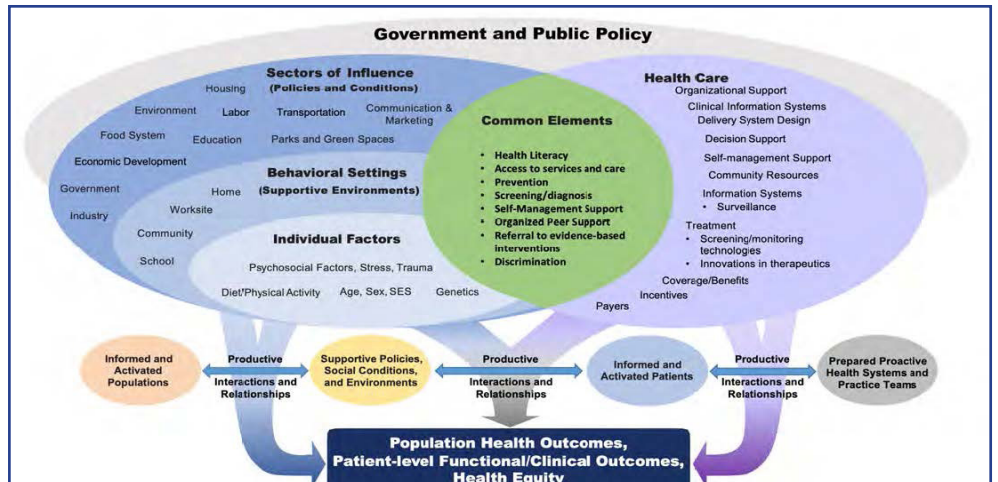 Government and Public Policy
Sectors of Influence
(Policies and Conditions)
Housing
Environment
Labor
Transportation
Communication &
Marketing
Food System
Education
Parks and Green Spaces
Economic Development
Government
Industry
Behavioral Settings
(Supportive Environments)
Home
Worksite
Community
School
Individual Factors
Psychosocial Factors, Stress, Trauma
Diet/Physical Activity
Age, Sex, SES
Genetics
Common Elements
• Health Literacy
• Access to services and care
• Prevention
• Screening/diagnosis
• Self-Management Support
• Organized Peer Support
• Referral to evidence-based
interventions
• Discrimination
Health Care
Organizational Support
Clinical Information Systems
Delivery System Design
Decision Support
Self-management Support
Community Resources
Information Systems
• Surveillance
Treatment
• Screening/monitoring
technologies
• Innovations in therapeutics
Coverage/Benefits
Incentives
Payers
Informed and
Activated
Populations
Productive
Interactions and
Relationships
Supportive Policies,
Social Conditions,
and Environments
Productive
Interactions and
Relationships
Informed and
Activated Patients
Productive
Interactions and
Relationships
Prepared Proactive
Health Systems and
Practice Teams
Population Health Outcomes,
Patient-level Functional/Clinical Outcomes,
Health Equity